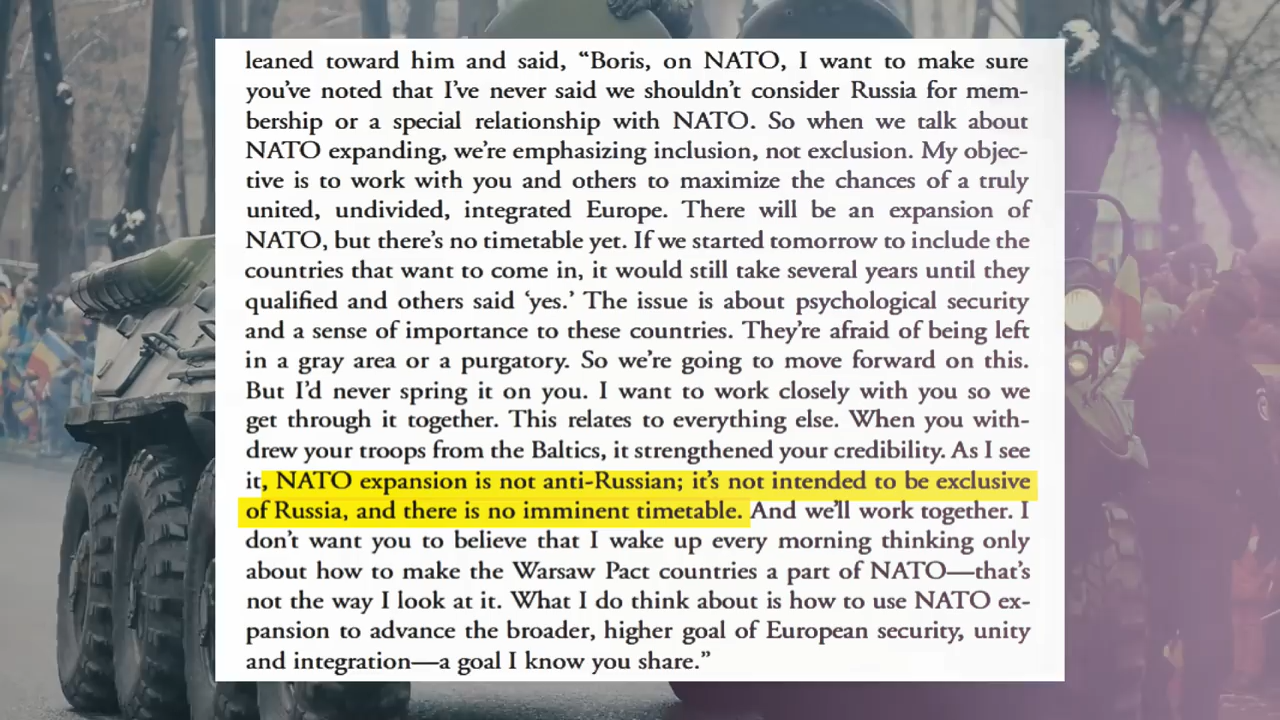 leaned toward him and said, “Boris, on NATO, I want to make sure
you’ve noted that I’ve never said we shouldn’t consider Russia for mem-
bership or a special relationship with NATO. So when we talk about
NATO expanding, we’re emphasizing inclusion, not exclusion. My objec-
tive is to work with you and others to maximize the chances of a truly
united, undivided, integrated Europe. There will be an expansion of
NATO, but there’s no timetable yet. If we started tomorrow to include the
countries that want to come in, it would still take several years until they
qualified and others said ‘yes.’ The issue is about psychological security
and a sense of importance to these countries. They’re afraid of being left
in a gray area or a purgatory. So we’re going to move forward on this.
But I’d never spring it on you. I want to work closely with you so we
get through it together. This relates to everything else. When you with-
drew your troops from the Baltics, it strengthened your credibility. As I see
it, NATO expansion is not anti-Russian; it’s not intended to be exclusive
of Russia, and there is no imminent timetable. And we’ll work together. I
don’t want you to believe that I wake up every morning thinking only
about how to make the Warsaw Pact countries a part of NATO—that’s
not the way I look at it. What I do think about is how to use NATO ex-
pansion to advance the broader, higher goal of European security, unity
and integration—a goal I know you share.”